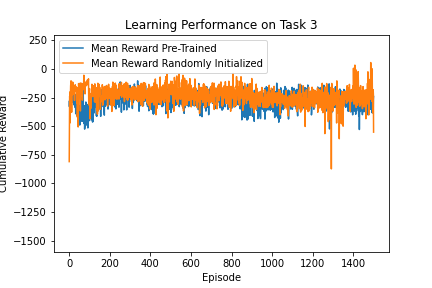 Learning Performance on Task 3
Mean Reward Pre-Trained
Mean Reward Randomly Initialized
Cumulative Reward
250
0
−250
−500
−750
−1000
−1250
−1500
0 200 400 600 800 1000 1200 1400
Episode